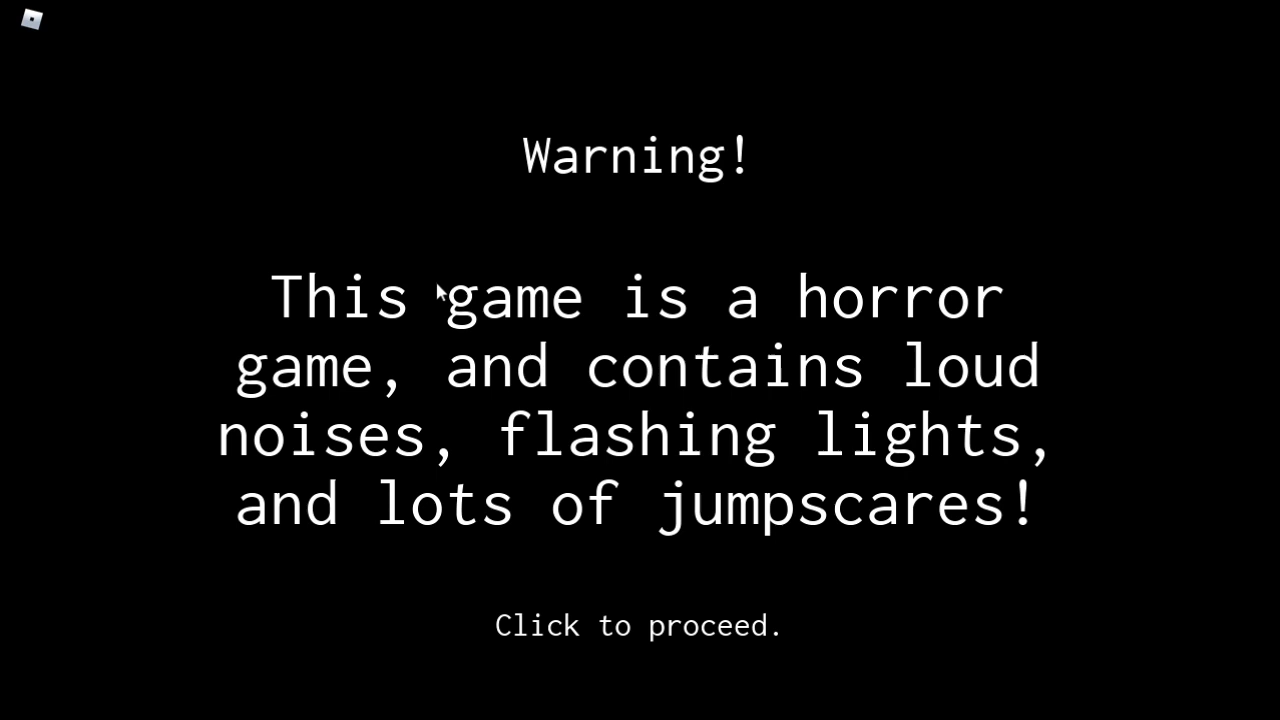 Warning!
This game is a horror
game, and contains loud
noises, flashing lights,
and lots of jumpscares!
Click to proceed.